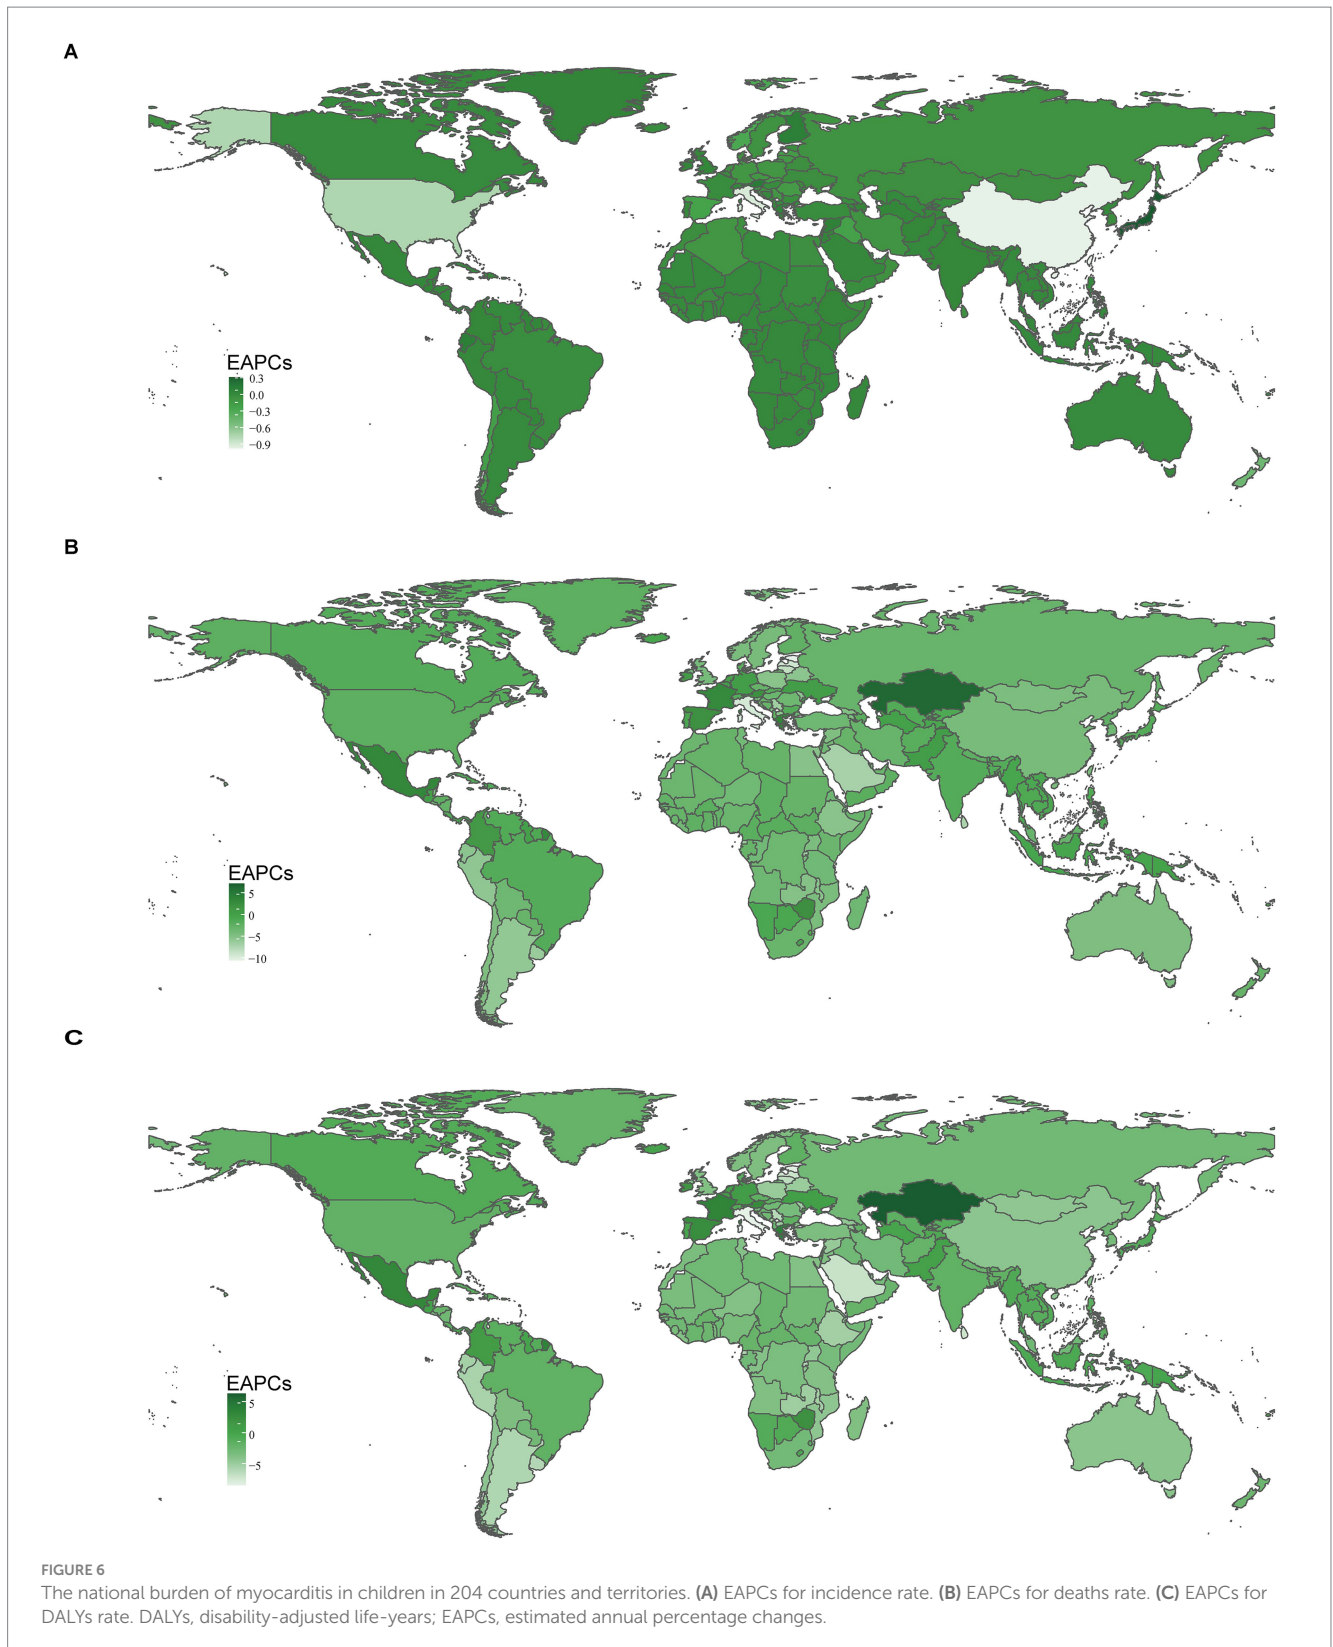 A
EAPCs
0.3
0.0
−0.3
−0.6
−0.9
B
EAPCs
5
0
−5
−10
C
EAPCs
5
0
−5
FIGURE 6
The national burden of myocarditis in children in 204 countries and territories. (A) EAPCs for incidence rate. (B) EAPCs for deaths rate. (C) EAPCs for
DALYs rate. DALYs, disability-adjusted life-years; EAPCs, estimated annual percentage changes.